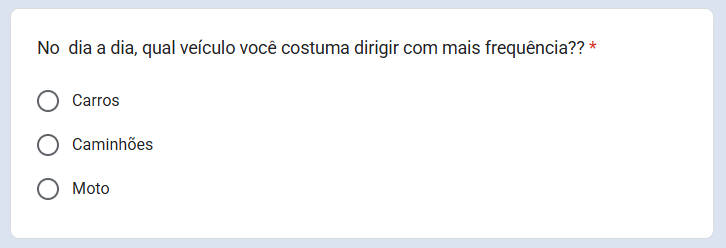 No  dia a dia, qual veículo você costuma dirigir com mais frequência?? *
Carros
Caminhões
Moto